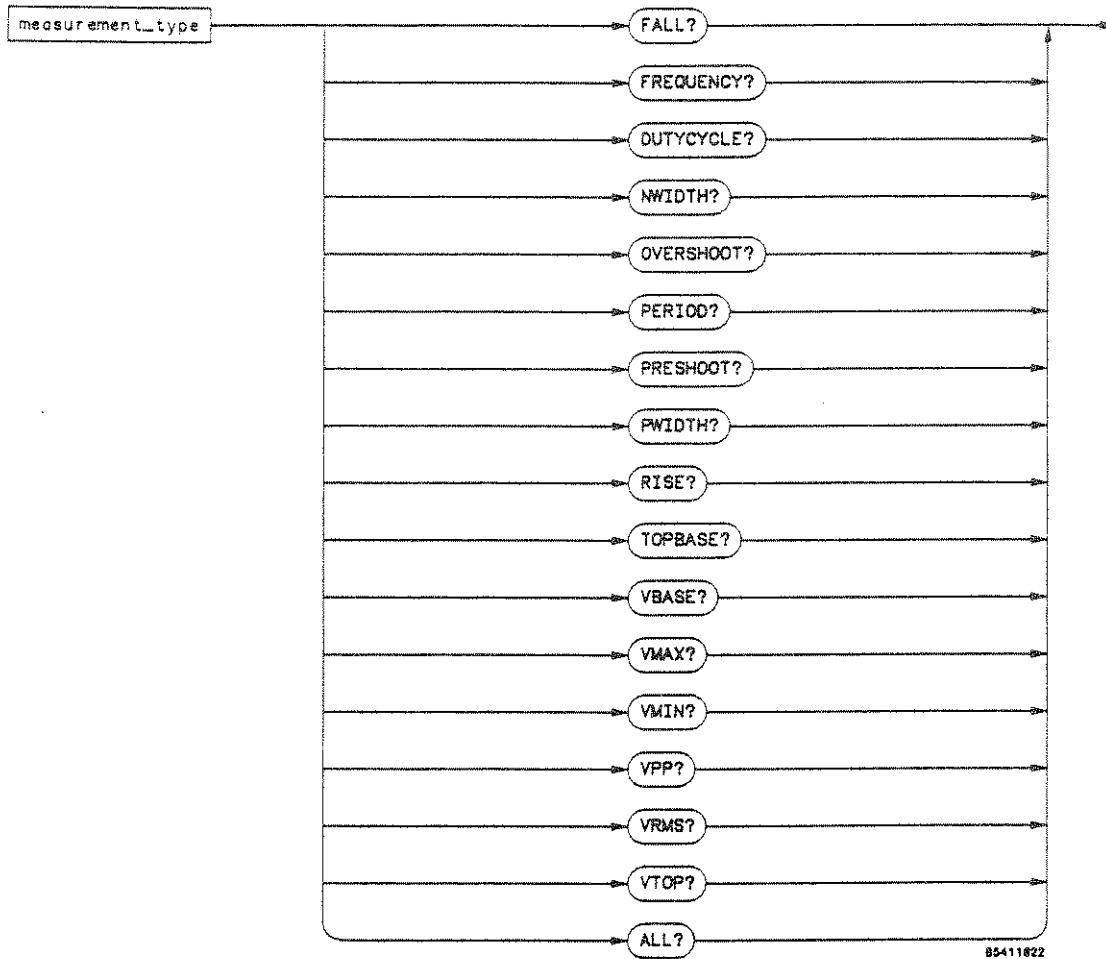 measurement_type
FALL?
FREQUENCY?
DUTYCYCLE?
NWIDTH?
OVERSHOOT?
PERIOD?
PRESHOOT?
PWIDTH?
RISE?
TOPBASE?
VBASE?
VMAX?
VMIN?
VPP?
VRMS?
VTOP?
ALL?
85411822